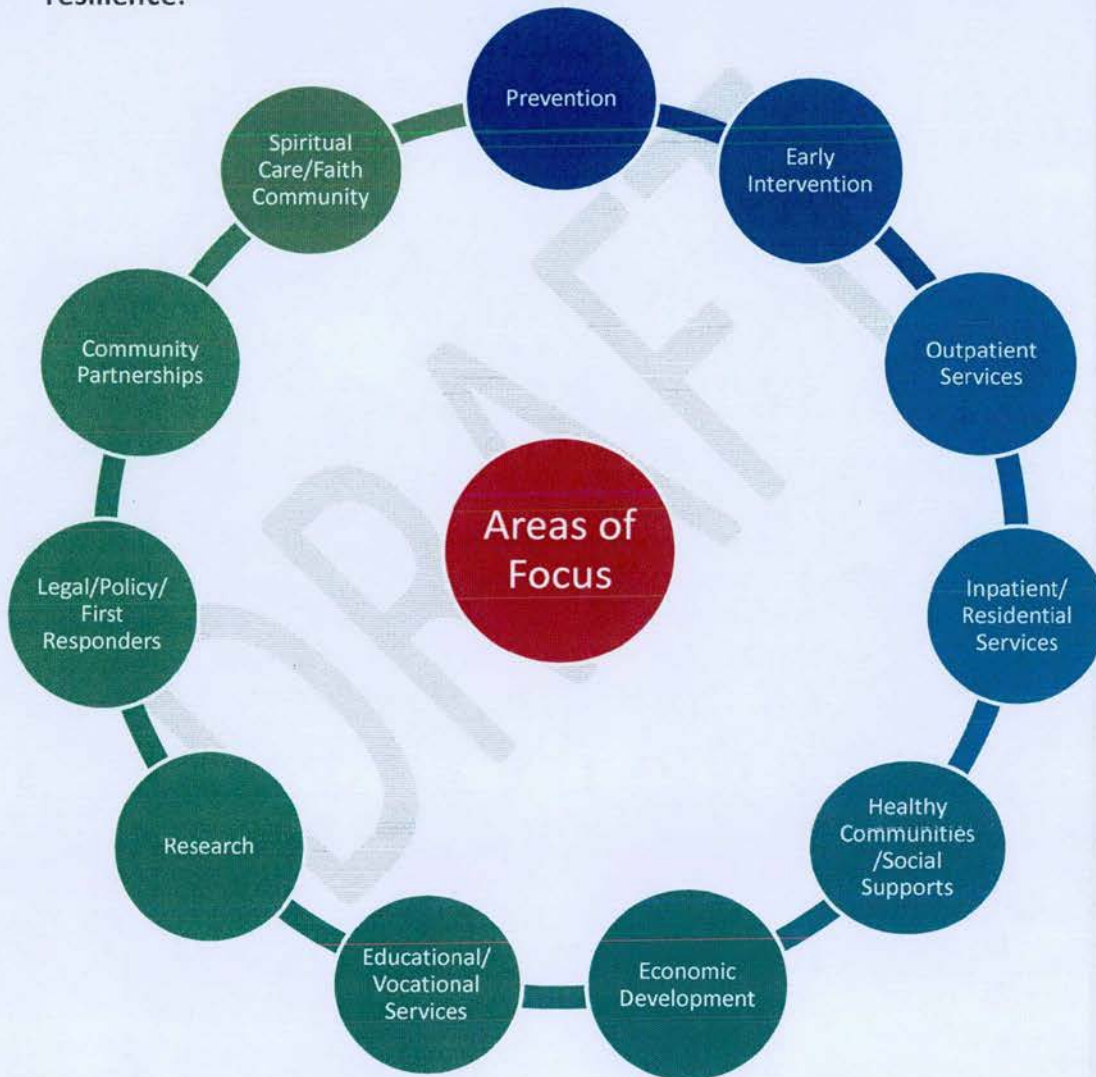 resilience.
Prevention
Early
Intervention
Outpatient
Services
Inpatient/
Residential
Services
Healthy
Communities
/Social
Supports
Economic
Development
Educational/
Vocational
Services
Research
Legal/Policy/
First
Responders
Community
Partnerships
Spiritual
Care/Faith
Community
Areas of
Focus
DRAFT